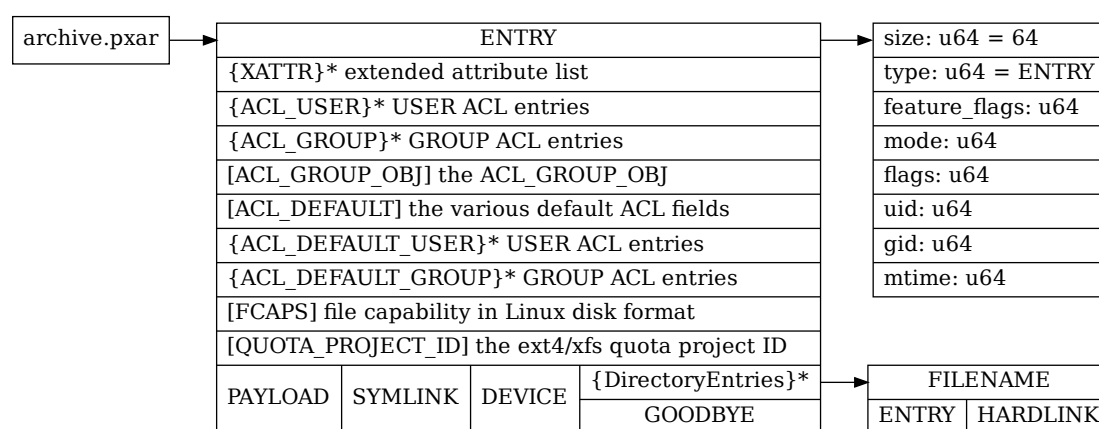 archive.pxar
ENTRY
{XATTR}* extended attribute list
{ACL_USER}* USER ACL entries
{ACL_GROUP}* GROUP ACL entries
[ACL_GROUP_OBJ] the ACL_GROUP_OBJ
[ACL_DEFAULT] the various default ACL fields
{ACL_DEFAULT_USER}* USER ACL entries
{ACL_DEFAULT_GROUP}* GROUP ACL entries
[FCAPS] file capability in Linux disk format
[QUOTA_PROJECT_ID] the ext4/xfs quota project ID
PAYLOAD
SYMLINK
DEVICE
{DirectoryEntries}*
GOODBYE
size: u64 = 64
type: u64 = ENTRY
feature_flags: u64
mode: u64
flags: u64
uid: u64
gid: u64
mtime: u64
FILENAME
ENTRY
HARDLINK